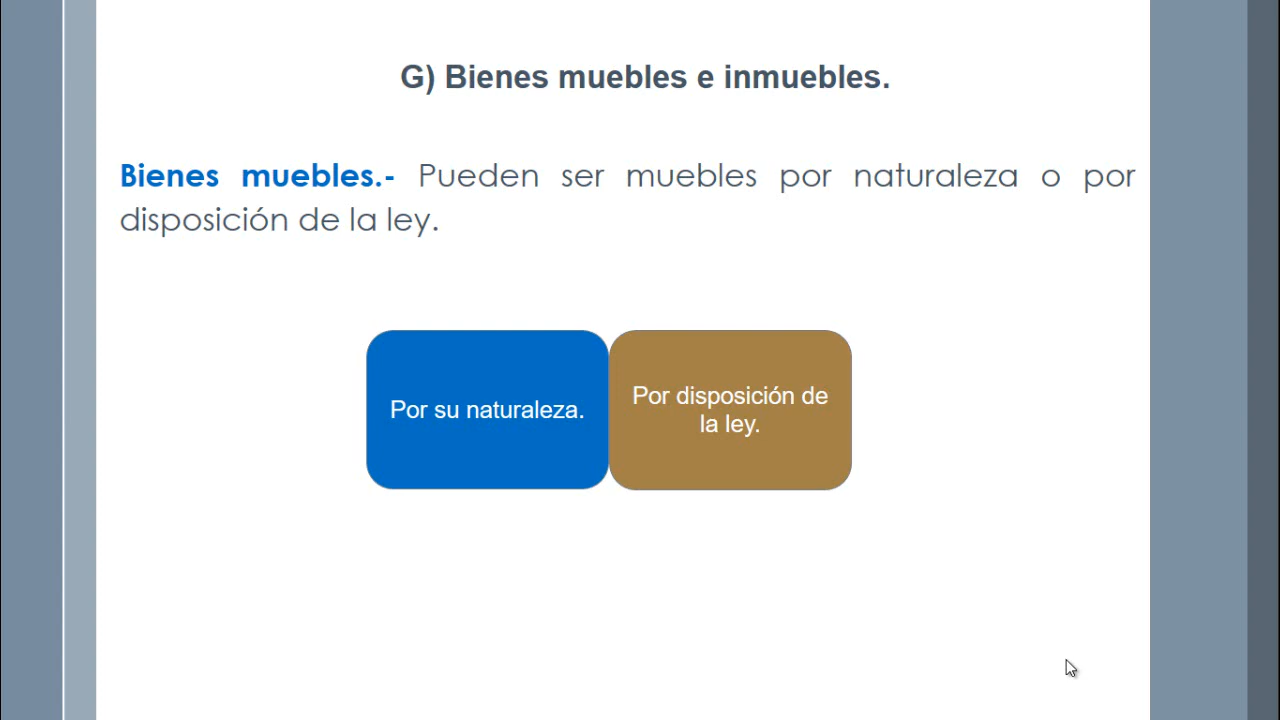 G) Bienes muebles e inmuebles.
Bienes muebles.- Pueden ser muebles por naturaleza o por
disposición de la ley.
Por su naturaleza.
Por disposición de
la ley.